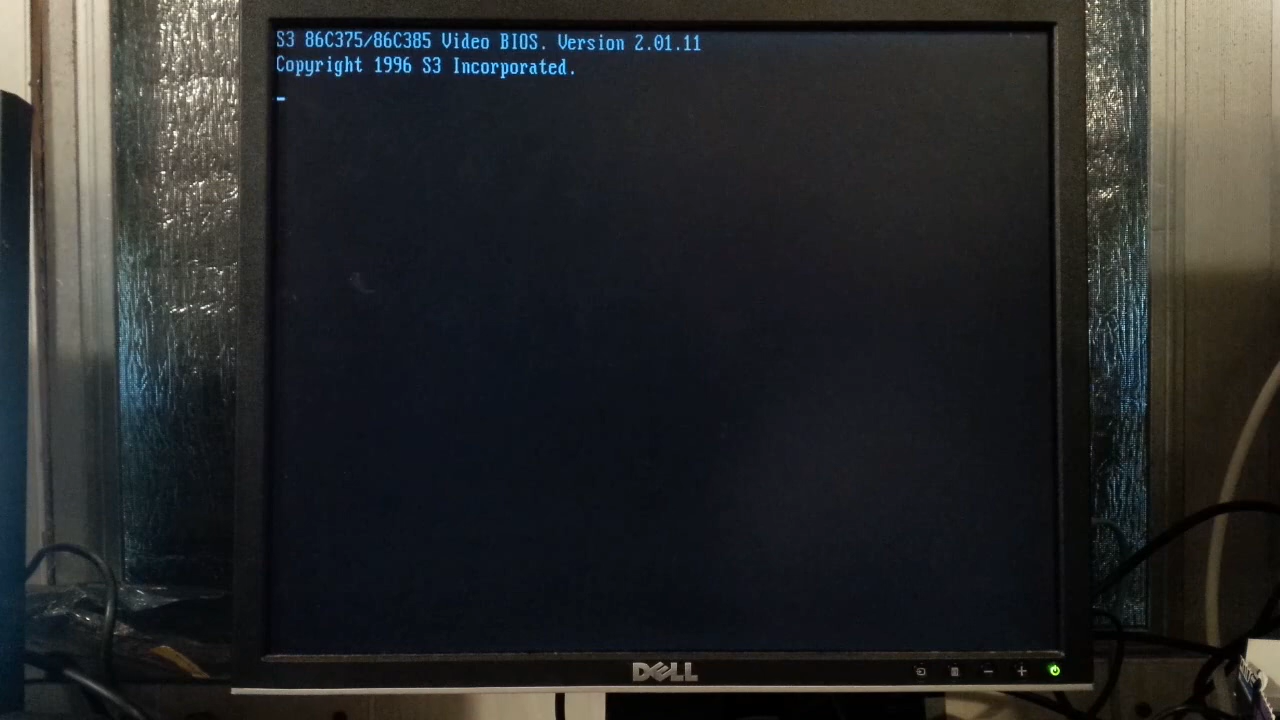 S3 86C375/86C385 Video BIOS. Version 2.01.11
Copyright 1996 S3 Incorporated.
DELL